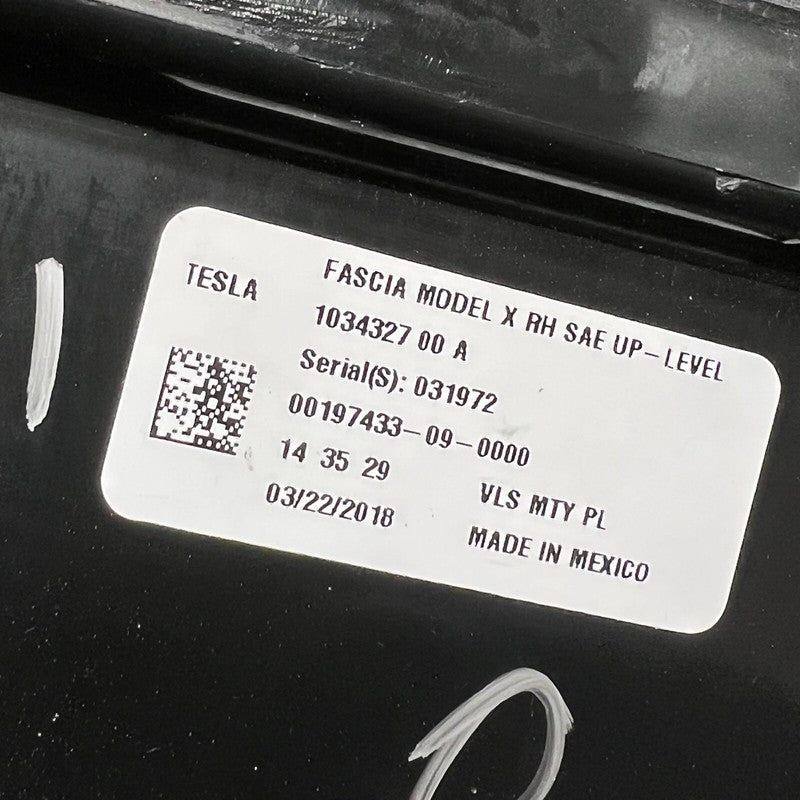 TESLA
FASCIA MODEL X RH SAE UP-LEVEL
1034327 00 A
Serial(S): 031972
00197433-09-0000
14 35 29
VLS MTY PL
03/22/2018
MADE IN MEXICO